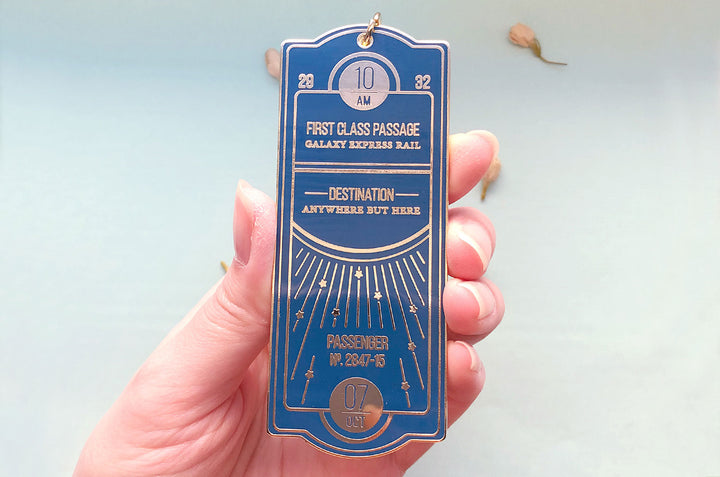 10
AM
29 32
FIRST CLASS PASSAGE
GALAXY EXPRESS RAIL
DESTINATION
ANYWHERE BUT HERE
PASSENGER
Nº. 2847-15
07
OCT